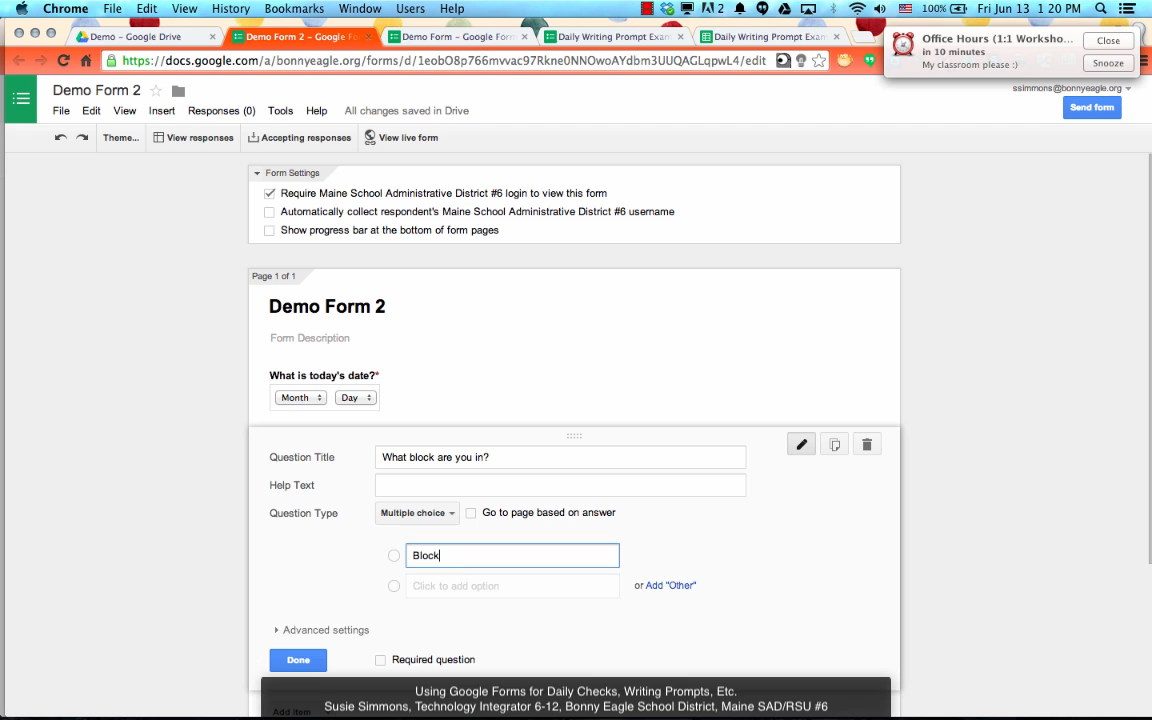 Chrome File Edit View History Bookmarks Window Users Help 2 100% Fri Jun 13 1:20 PM
Demo – Google Drive Demo Form 2 – Google Fo Demo Form – Google Form Daily Writing Prompt Exam Daily Writing Prompt Exam
https://docs.google.com/a/bonnyeagle.org/forms/d/1eobO8p766mvac97Rkne0NNOwoAYdbm3UUQAGLqpwL4/edit
Office Hours (1:1 Worksho...
in 10 minutes
My classroom please :)
Close
Snooze
Demo Form 2
ssimmons@bonnyeagle.org
File Edit View Insert Responses (0) Tools Help All changes saved in Drive
Send form
Theme... View responses Accepting responses View live form
Form Settings
Require Maine School Administrative District #6 login to view this form
Automatically collect respondent's Maine School Administrative District #6 username
Show progress bar at the bottom of form pages
Page 1 of 1
Demo Form 2
Form Description
What is today's date?*
Month Day
Question Title What block are you in?
Help Text
Question Type Multiple choice Go to page based on answer
Block
Click to add option or Add "Other"
Advanced settings
Done Required question
Using Google Forms for Daily Checks, Writing Prompts, Etc.
Susie Simmons, Technology Integrator 6-12, Bonny Eagle School District, Maine SAD/RSU #6
Add item